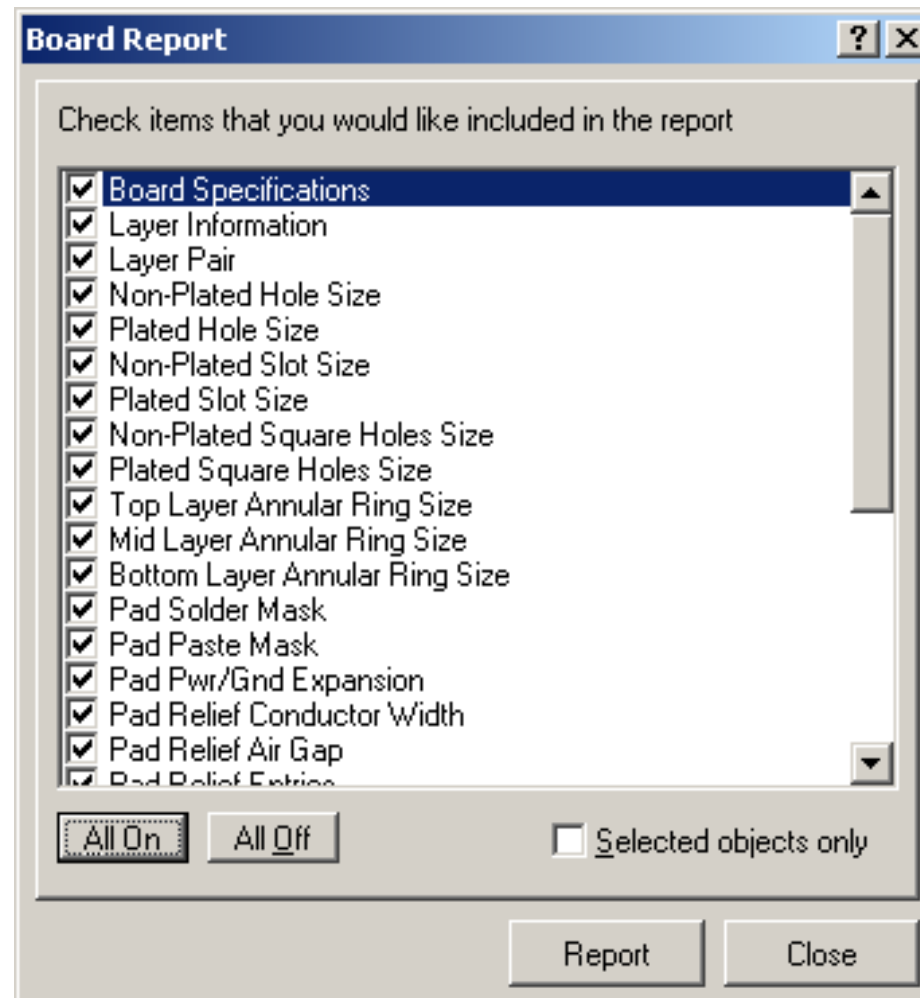 Board Report
Check items that you would like included in the report
Board Specifications
Layer Information
Layer Pair
Non-Plated Hole Size
Plated Hole Size
Non-Plated Slot Size
Plated Slot Size
Non-Plated Square Holes Size
Plated Square Holes Size
Top Layer Annular Ring Size
Mid Layer Annular Ring Size
Bottom Layer Annular Ring Size
Pad Solder Mask
Pad Paste Mask
Pad Pwr/Gnd Expansion
Pad Relief Conductor Width
Pad Relief Air Gap
Pad Relief Entries
All On All Off Selected objects only
Report Close